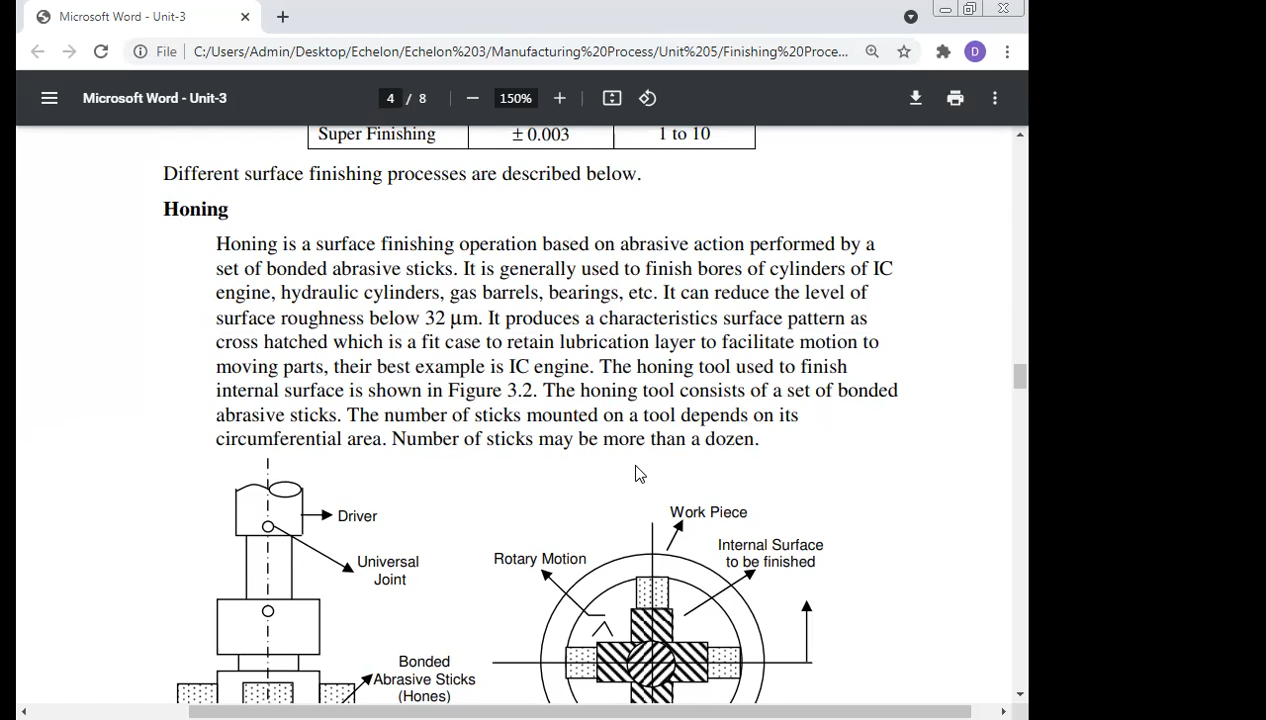 Microsoft Word - Unit-3
File C:/Users/Admin/Desktop/Echelon/Echelon%203/Manufacturing%20Process/Unit%205/Finishing%20Proce...
D
Microsoft Word - Unit-3
4 / 8
150%
Super Finishing ± 0.003 1 to 10
Different surface finishing processes are described below.
Honing
Honing is a surface finishing operation based on abrasive action performed by a
set of bonded abrasive sticks. It is generally used to finish bores of cylinders of IC
engine, hydraulic cylinders, gas barrels, bearings, etc. It can reduce the level of
surface roughness below 32 μm. It produces a characteristics surface pattern as
cross hatched which is a fit case to retain lubrication layer to facilitate motion to
moving parts, their best example is IC engine. The honing tool used to finish
internal surface is shown in Figure 3.2. The honing tool consists of a set of bonded
abrasive sticks. The number of sticks mounted on a tool depends on its
circumferential area. Number of sticks may be more than a dozen.
Driver
Universal
Joint
Bonded
Abrasive Sticks
(Hones)
Work Piece
Rotary Motion
Internal Surface
to be finished